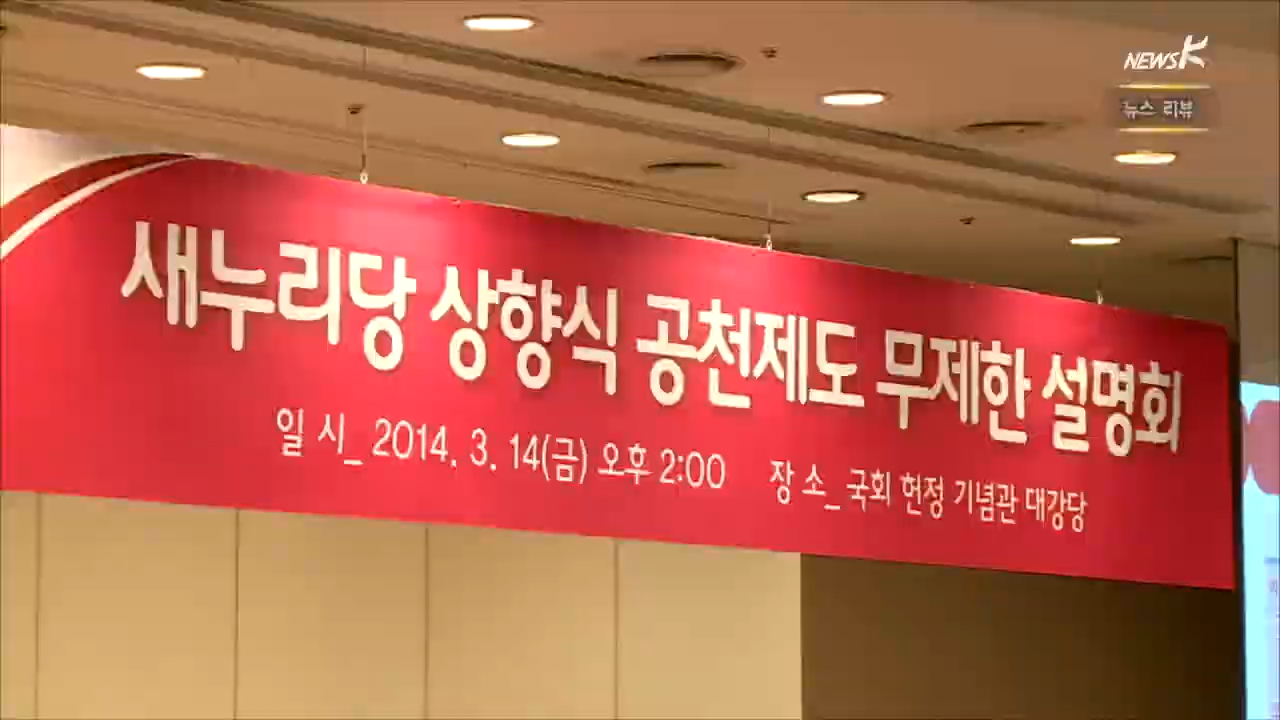 NEWS K
뉴스 리뷰
새누리당 상향식 공천제도 무제한 설명회
일 시_ 2014. 3. 14(금) 오후 2:00 장 소_ 국회 헌정 기념관 대강당